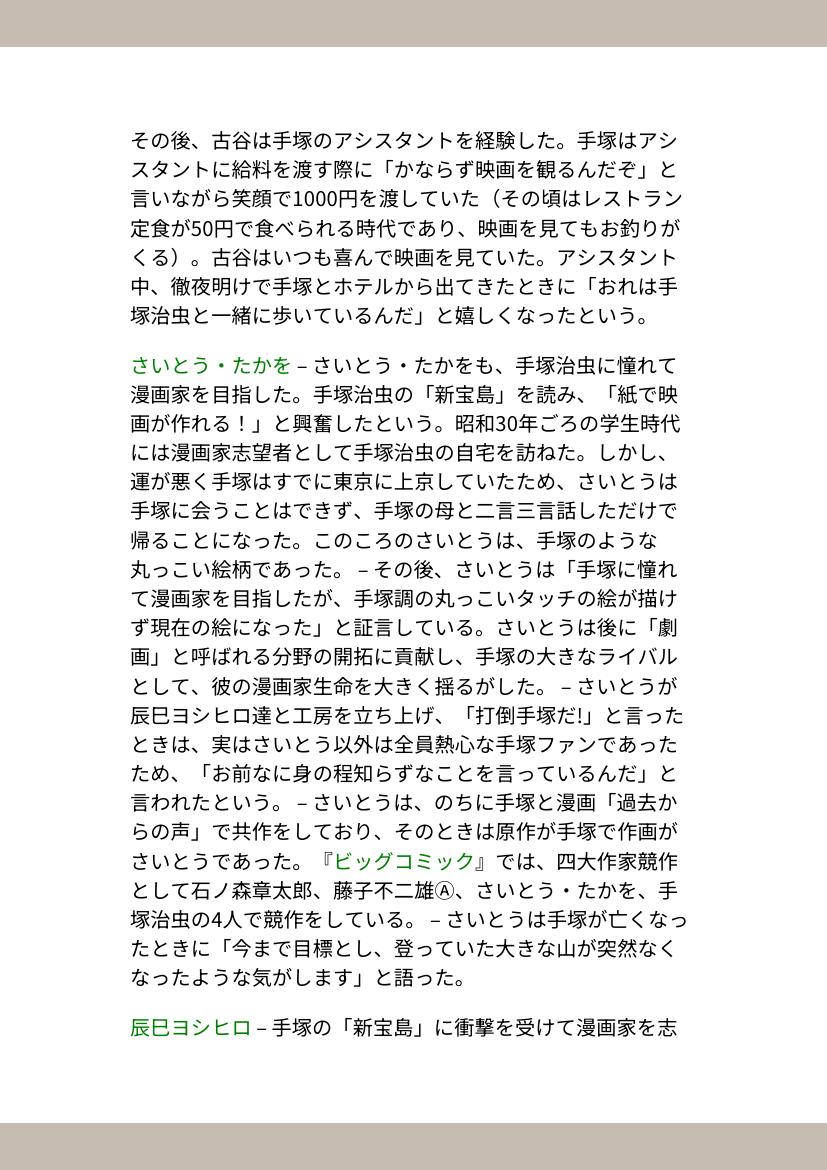 その後、古谷は手塚のアシスタントを経験した。手塚はアシ
スタントに給料を渡す際に「かならず映画を観るんだぞ」と
言いながら笑顔で1000円を渡していた（その頃はレストラン
定食が50円で食べられる時代であり、映画を見てもお釣りが
くる）。古谷はいつも喜んで映画を見ていた。アシスタント
中、徹夜明けで手塚とホテルから出てきたときに「おれは手
塚治虫と一緒に歩いているんだ」と嬉しくなったという。
さいとう・たかを – さいとう・たかをも、手塚治虫に憧れて
漫画家を目指した。手塚治虫の「新宝島」を読み、「紙で映
画が作れる！」と興奮したという。昭和30年ごろの学生時代
には漫画家志望者として手塚治虫の自宅を訪ねた。しかし、
運が悪く手塚はすでに東京に上京していたため、さいとうは
手塚に会うことはできず、手塚の母と二言三言話しただけで
帰ることになった。このころのさいとうは、手塚のような
丸っこい絵柄であった。 – その後、さいとうは「手塚に憧れ
て漫画家を目指したが、手塚調の丸っこいタッチの絵が描け
ず現在の絵になった」と証言している。さいとうは後に「劇
画」と呼ばれる分野の開拓に貢献し、手塚の大きなライバル
として、彼の漫画家生命を大きく揺るがした。 – さいとうが
辰巳ヨシヒロ達と工房を立ち上げ、「打倒手塚だ!」と言った
ときは、実はさいとう以外は全員熱心な手塚ファンであった
ため、「お前なに身の程知らずなことを言っているんだ」と
言われたという。 – さいとうは、のちに手塚と漫画「過去か
らの声」で共作をしており、そのときは原作が手塚で作画が
さいとうであった。『ビッグコミック』では、四大作家競作
として石ノ森章太郎、藤子不二雄Ⓐ、さいとう・たかを、手
塚治虫の4人で競作をしている。 – さいとうは手塚が亡くなっ
たときに「今まで目標とし、登っていた大きな山が突然なく
なったような気がします」と語った。
辰巳ヨシヒロ – 手塚の「新宝島」に衝撃を受けて漫画家を志